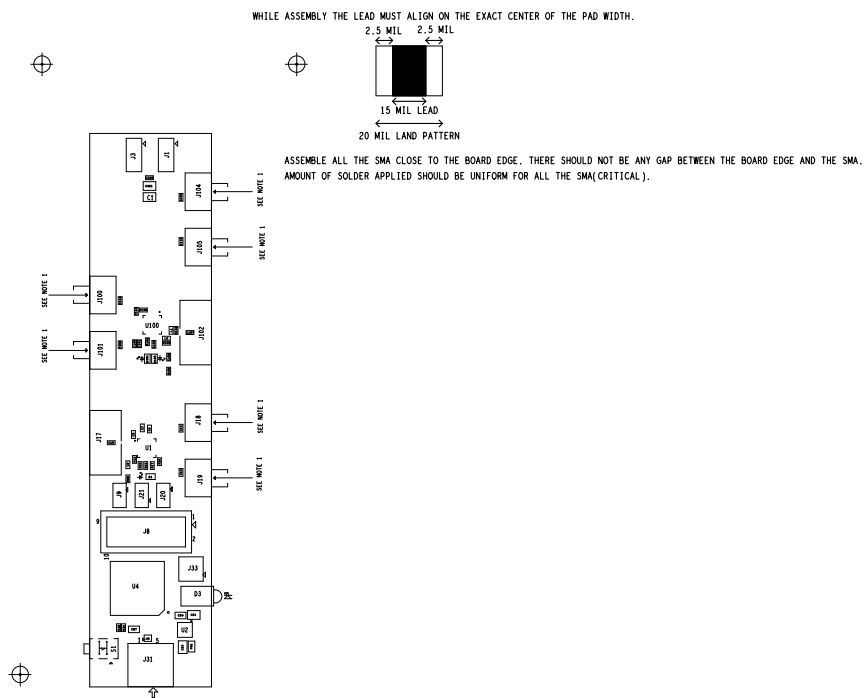 WHILE ASSEMBLY THE LEAD MUST ALIGN ON THE EXACT CENTER OF THE PAD WIDTH.
2.5 MIL 2.5 MIL
15 MIL LEAD
20 MIL LAND PATTERN
ASSEMBLE ALL THE SMA CLOSE TO THE BOARD EDGE. THERE SHOULD NOT BE ANY GAP BETWEEN THE BOARD EDGE AND THE SMA.
AMOUNT OF SOLDER APPLIED SHOULD BE UNIFORM FOR ALL THE SMA(CRITICAL).
J3 J1
C1
J104 SEE NOTE 1
J105 SEE NOTE 1
SEE NOTE 1 J100
U100
J102
SEE NOTE 1 J101
J18 SEE NOTE 1
J17
U1
J19 SEE NOTE 1
J9 J21 J20
9 1
J8
2
10
J33
U4
D3
U2
S1
1 5
J31